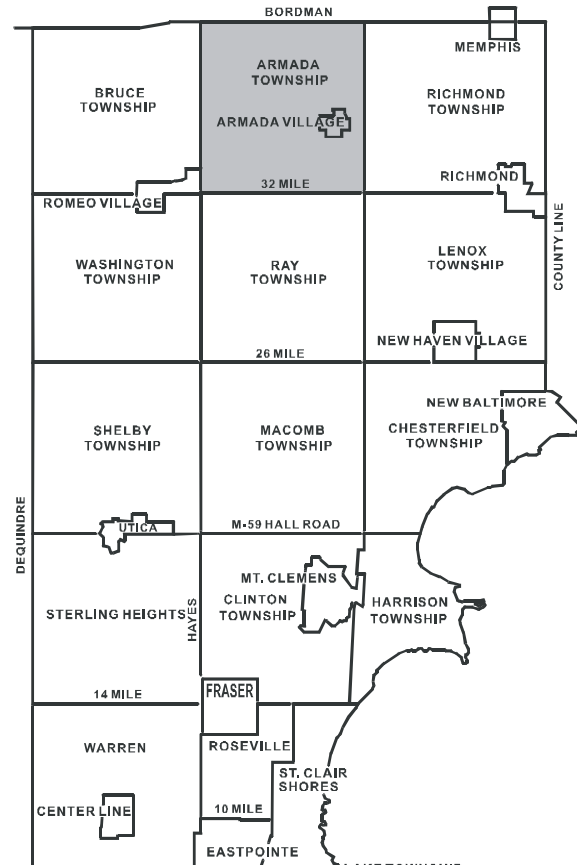 BORDMAN
MEMPHIS
ARMADA
TOWNSHIP
BRUCE
TOWNSHIP
RICHMOND
TOWNSHIP
ARMADA VILLAGE
RICHMOND
32 MILE
ROMEO VILLAGE
COUNTY LINE
WASHINGTON
TOWNSHIP
RAY
TOWNSHIP
LENOX
TOWNSHIP
NEW HAVEN VILLAGE
26 MILE
NEW BALTIMORE
SHELBY
TOWNSHIP
MACOMB
TOWNSHIP
CHESTERFIELD
TOWNSHIP
DEQUINDRE
UTICA
M-59 HALL ROAD
MT. CLEMENS
STERLING HEIGHTS
HAYES
CLINTON
TOWNSHIP
HARRISON
TOWNSHIP
14 MILE
FRASER
WARREN
ROSEVILLE
ST. CLAIR
SHORES
CENTER LINE
10 MILE
EASTPOINTE